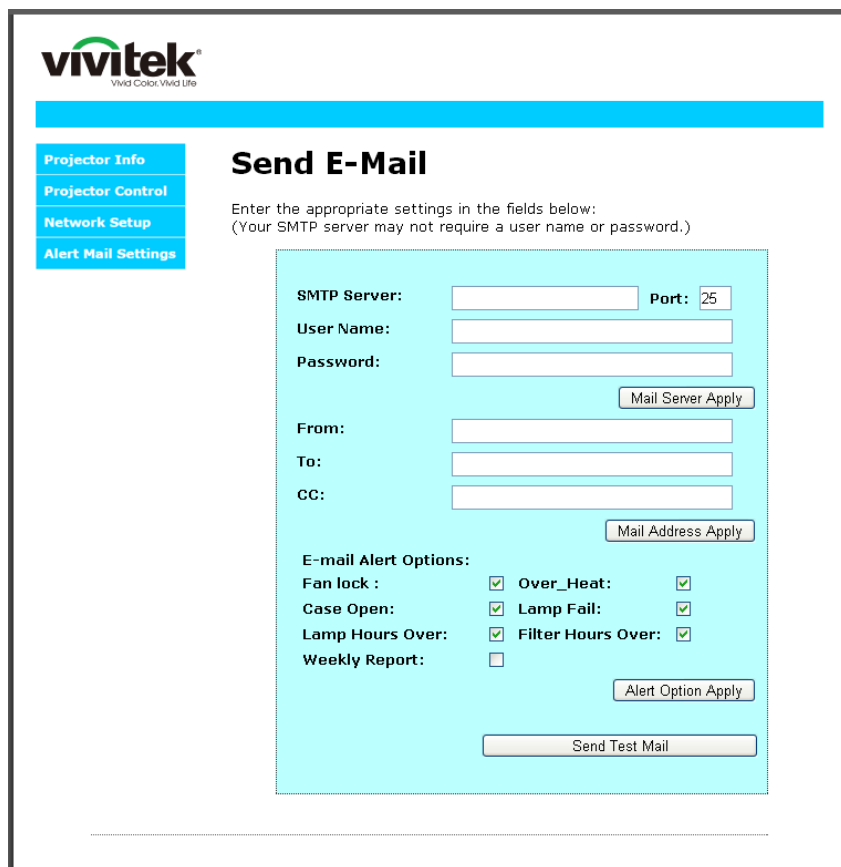 vivitek®
Vivid Color, Vivid Life
Projector Info
Projector Control
Network Setup
Alert Mail Settings
Send E-Mail
Enter the appropriate settings in the fields below:
(Your SMTP server may not require a user name or password.)
SMTP Server: Port: 25
User Name:
Password:
Mail Server Apply
From:
To:
CC:
Mail Address Apply
E-mail Alert Options:
Fan lock : Over_Heat:
Case Open: Lamp Fail:
Lamp Hours Over: Filter Hours Over:
Weekly Report:
Alert Option Apply
Send Test Mail